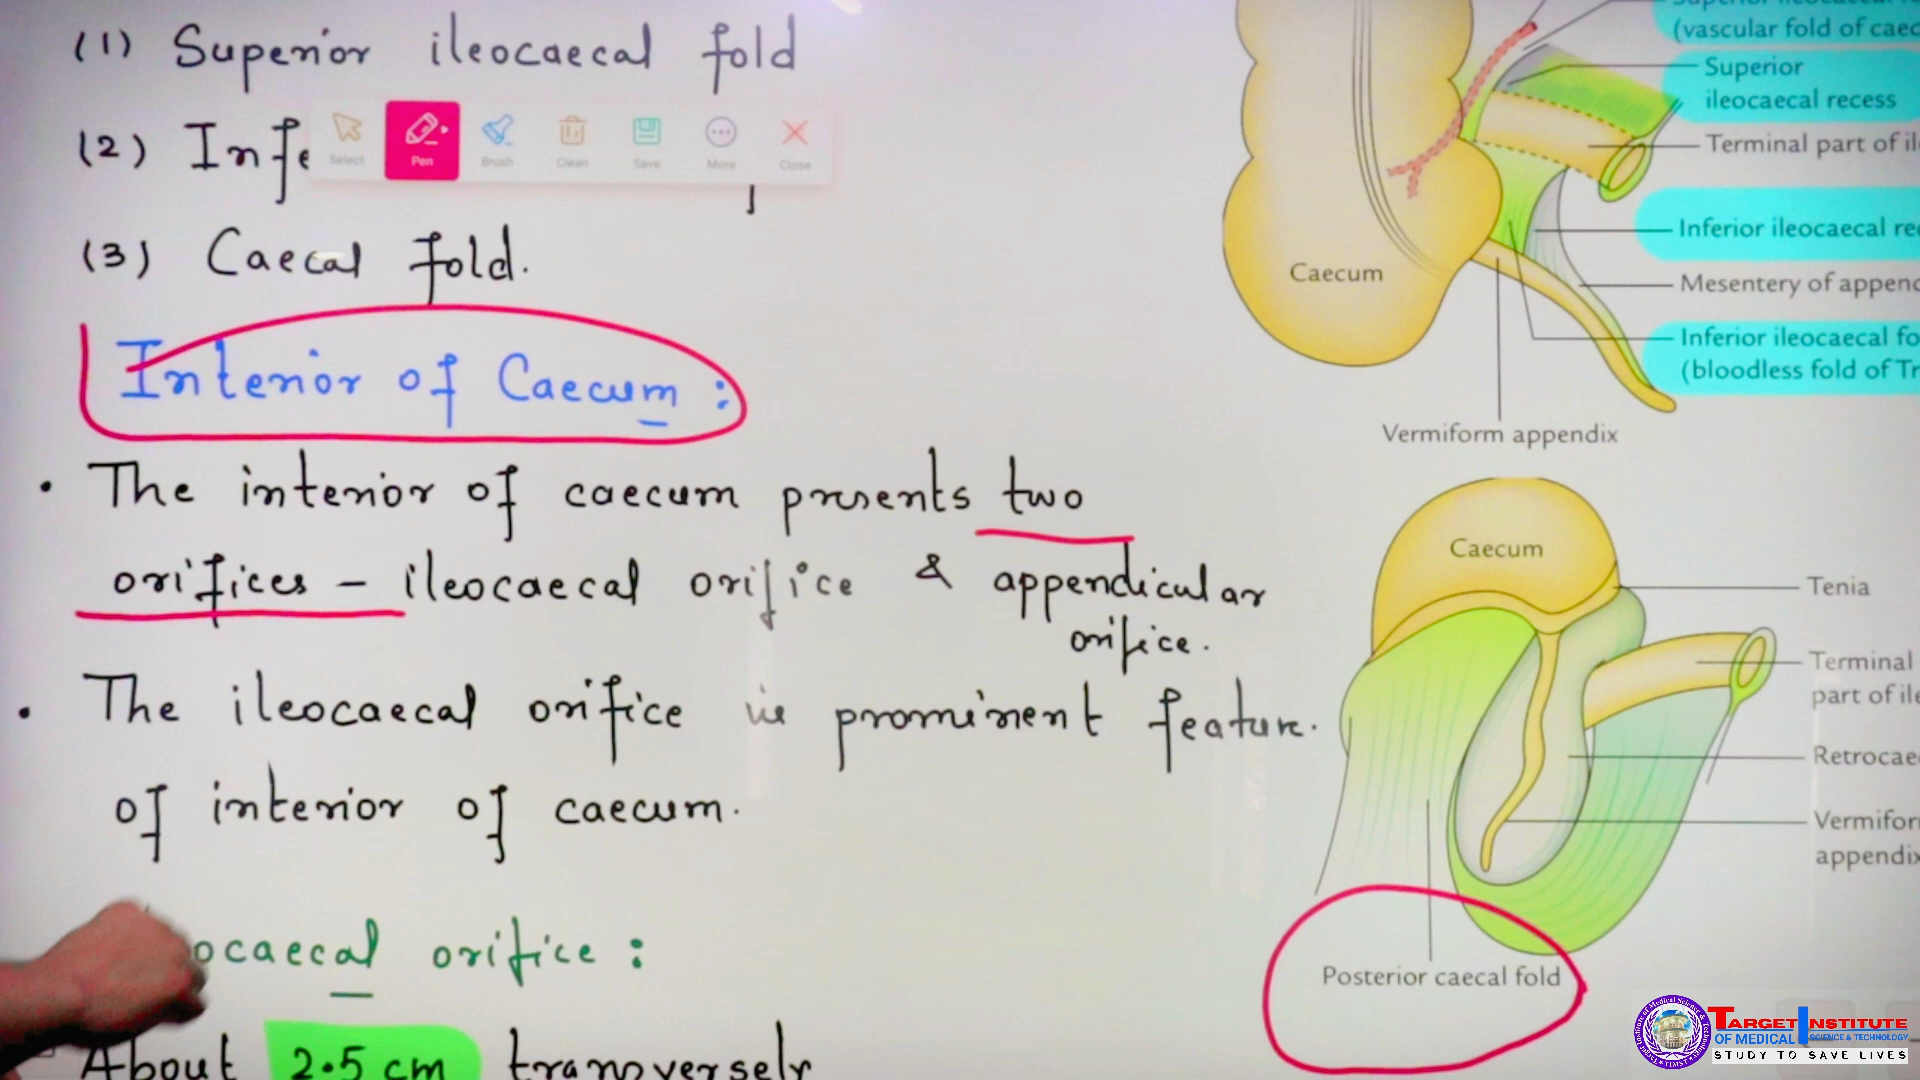 (1) Superior ileocaecal fold
(2) Infe
Select
Pen
Brush
Clean
Save
More
Close
(3) Caecal fold.
Interior of Caecum :
• The interior of caecum presents two
orifices - ileocaecal orifice & appendicular
orifice.
• The ileocaecal orifice is prominent feature.
of interior of caecum.
ocaecal orifice :
About 2.5 cm transversely
(vascular fold of caec
Superior
ileocaecal recess
Terminal part of il
Inferior ileocaecal re
Caecum
Mesentery of append
Inferior ileocaecal fo
(bloodless fold of Tr
Vermiform appendix
Caecum
Tenia
Terminal
part of ile
Retrocae
Vermiform
appendix
Posterior caecal fold
TARGET INSTITUTE
OF MEDICAL SCIENCE & TECHNOLOGY
STUDY TO SAVE LIVES